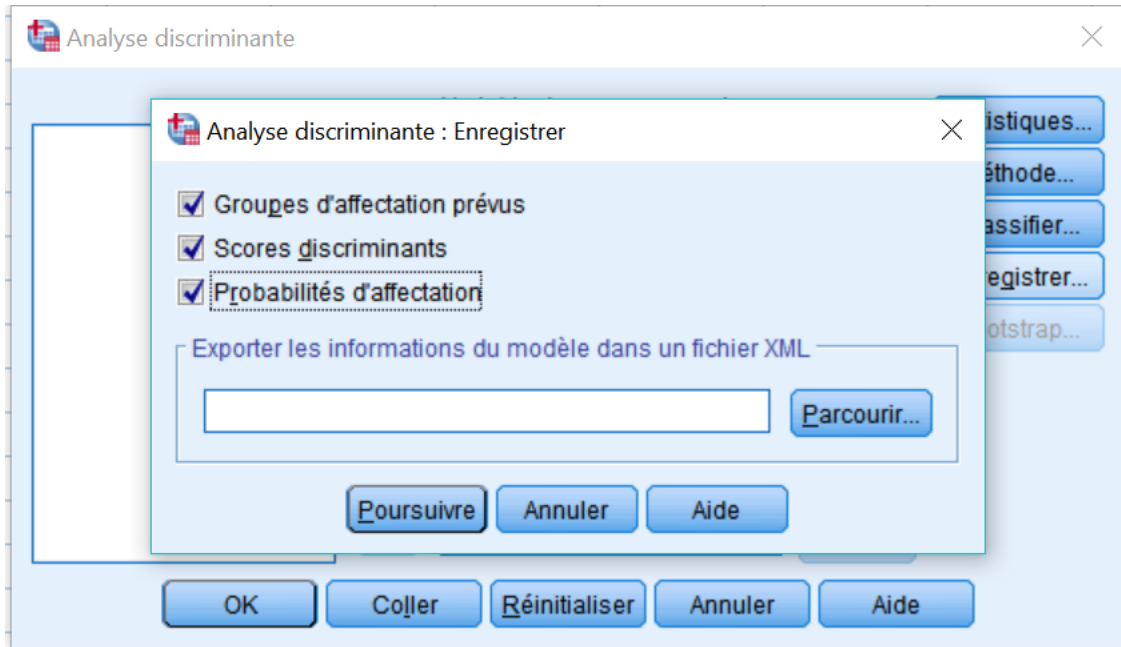 Analyse discriminante
Analyse discriminante : Enregistrer
istiques...
éthode...
assifier...
egistrer...
otstrap...
Groupes d'affectation prévus
Scores discriminants
Probabilités d'affectation
Exporter les informations du modèle dans un fichier XML
Parcourir...
Poursuivre Annuler Aide
OK Coller Réinitialiser Annuler Aide